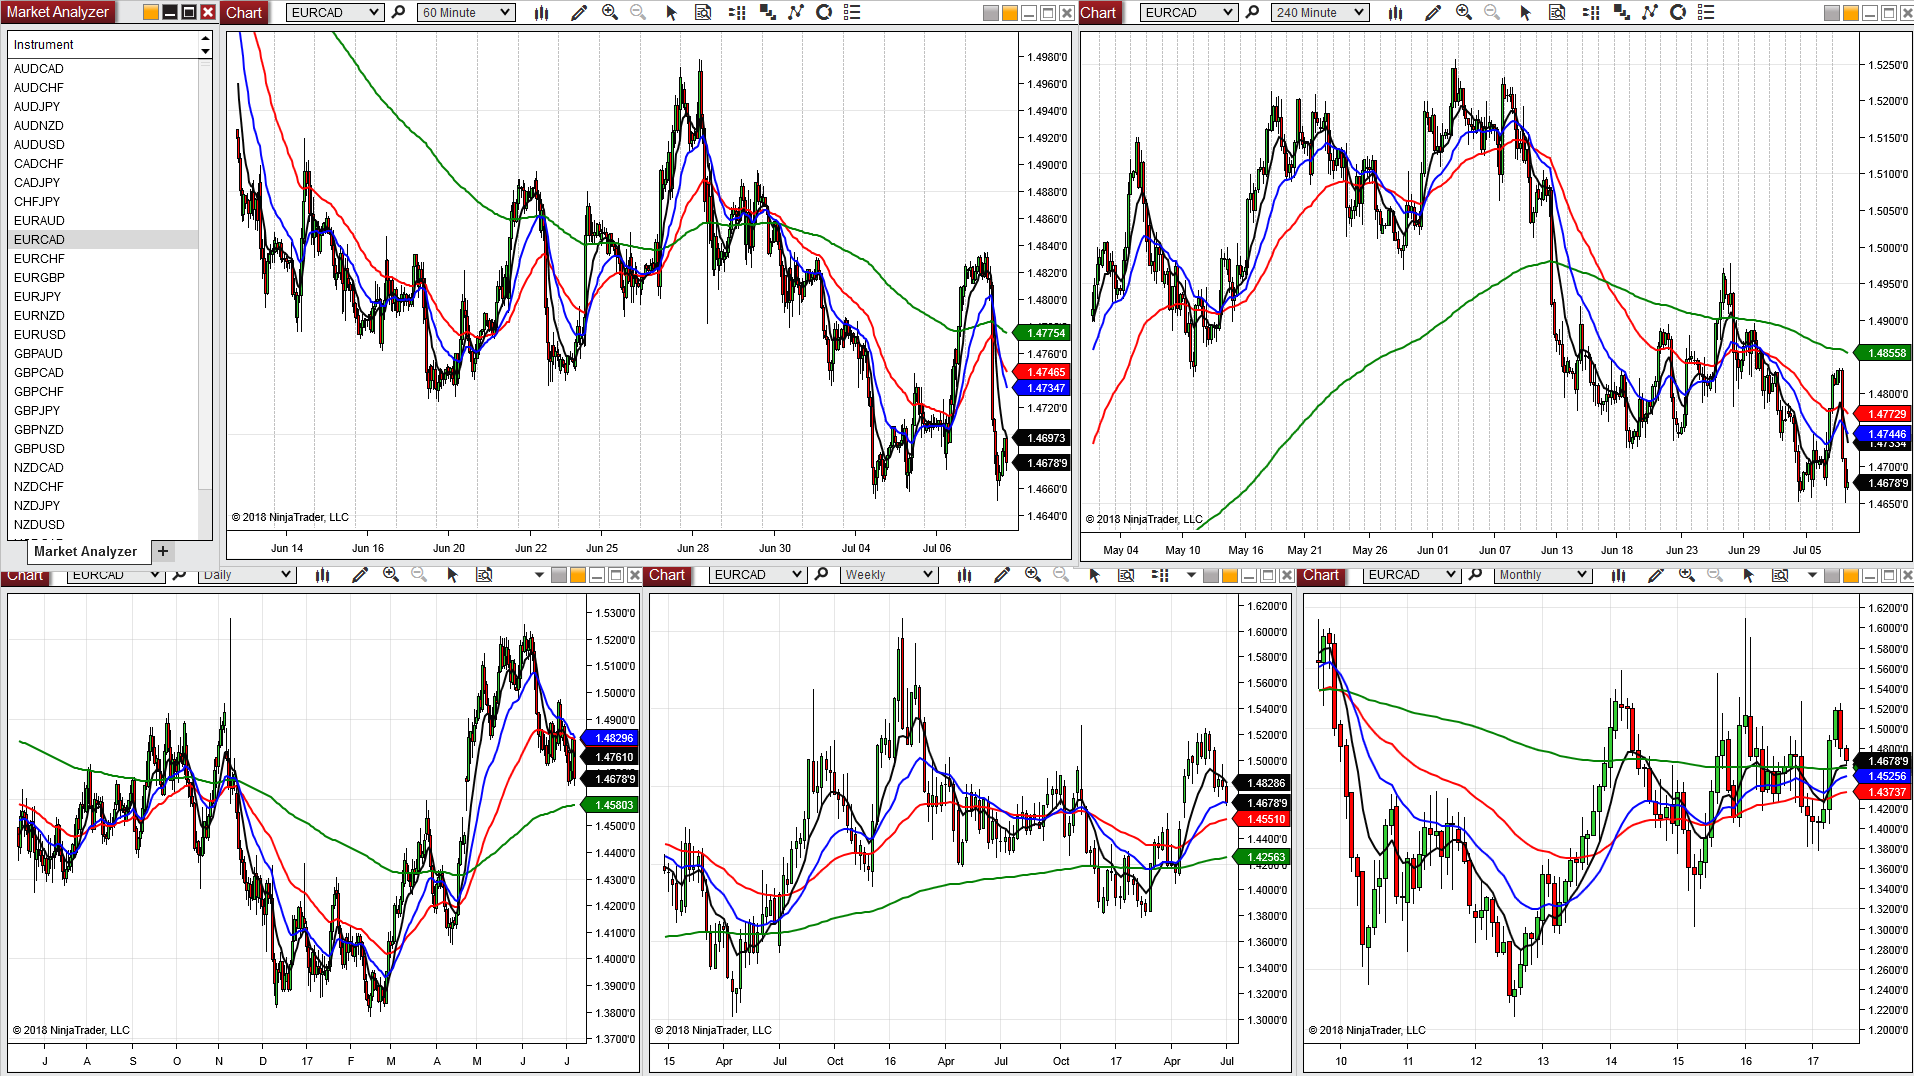 Market Analyzer
Instrument
AUDCAD
AUDCHF
AUDJPY
AUDNZD
AUDUSD
CADCHF
CADJPY
CHFJPY
EURAUD
EURCAD
EURCHF
EURGBP
EURJPY
EURNZD
EURUSD
GBPAUD
GBPCAD
GBPCHF
GBPJPY
GBPNZD
GBPUSD
NZDCAD
NZDCHF
NZDJPY
NZDUSD
Market Analyzer +
Chart EURCAD 60 Minute
1.4980'0
1.4960'0
1.4940'0
1.4920'0
1.4900'0
1.4880'0
1.4860'0
1.4840'0
1.4820'0
1.4800'0
1.47754
1.4760'0
1.47465
1.47347
1.4720'0
1.46973
1.4678'9
1.4660'0
1.4640'0
© 2018 NinjaTrader, LLC
Jun 14 Jun 16 Jun 20 Jun 22 Jun 25 Jun 28 Jun 30 Jul 04 Jul 06
Chart EURCAD 240 Minute
1.5250'0
1.5200'0
1.5150'0
1.5100'0
1.5050'0
1.5000'0
1.4950'0
1.4900'0
1.48558
1.4800'0
1.47729
1.47446
1.47334
1.4700'0
1.4678'9
1.4650'0
© 2018 NinjaTrader, LLC
May 04 May 10 May 16 May 21 May 26 Jun 01 Jun 07 Jun 13 Jun 18 Jun 23 Jun 29 Jul 05
Chart EURCAD Daily
1.5300'0
1.5200'0
1.5100'0
1.5000'0
1.4900'0
1.48296
1.47610
1.4678'9
1.45803
1.4500'0
1.4400'0
1.4300'0
1.4200'0
1.4100'0
1.4000'0
1.3900'0
1.3800'0
1.3700'0
© 2018 NinjaTrader, LLC
J A S O N D 17 F M A M J J
Chart EURCAD Weekly
1.6200'0
1.6000'0
1.5800'0
1.5600'0
1.5400'0
1.5200'0
1.5000'0
1.48286
1.4678'9
1.45510
1.4400'0
1.42563
1.4000'0
1.3800'0
1.3600'0
1.3400'0
1.3200'0
1.3000'0
© 2018 NinjaTrader, LLC
15 Apr Jul Oct 16 Apr Jul Oct 17 Apr Jul
Chart EURCAD Monthly
1.6200'0
1.6000'0
1.5800'0
1.5600'0
1.5400'0
1.5200'0
1.5000'0
1.4800'0
1.4678'9
1.45256
1.43737
1.4200'0
1.4000'0
1.3800'0
1.3600'0
1.3400'0
1.3200'0
1.3000'0
1.2800'0
1.2600'0
1.2400'0
1.2200'0
1.2000'0
© 2018 NinjaTrader, LLC
10 11 12 13 14 15 16 17